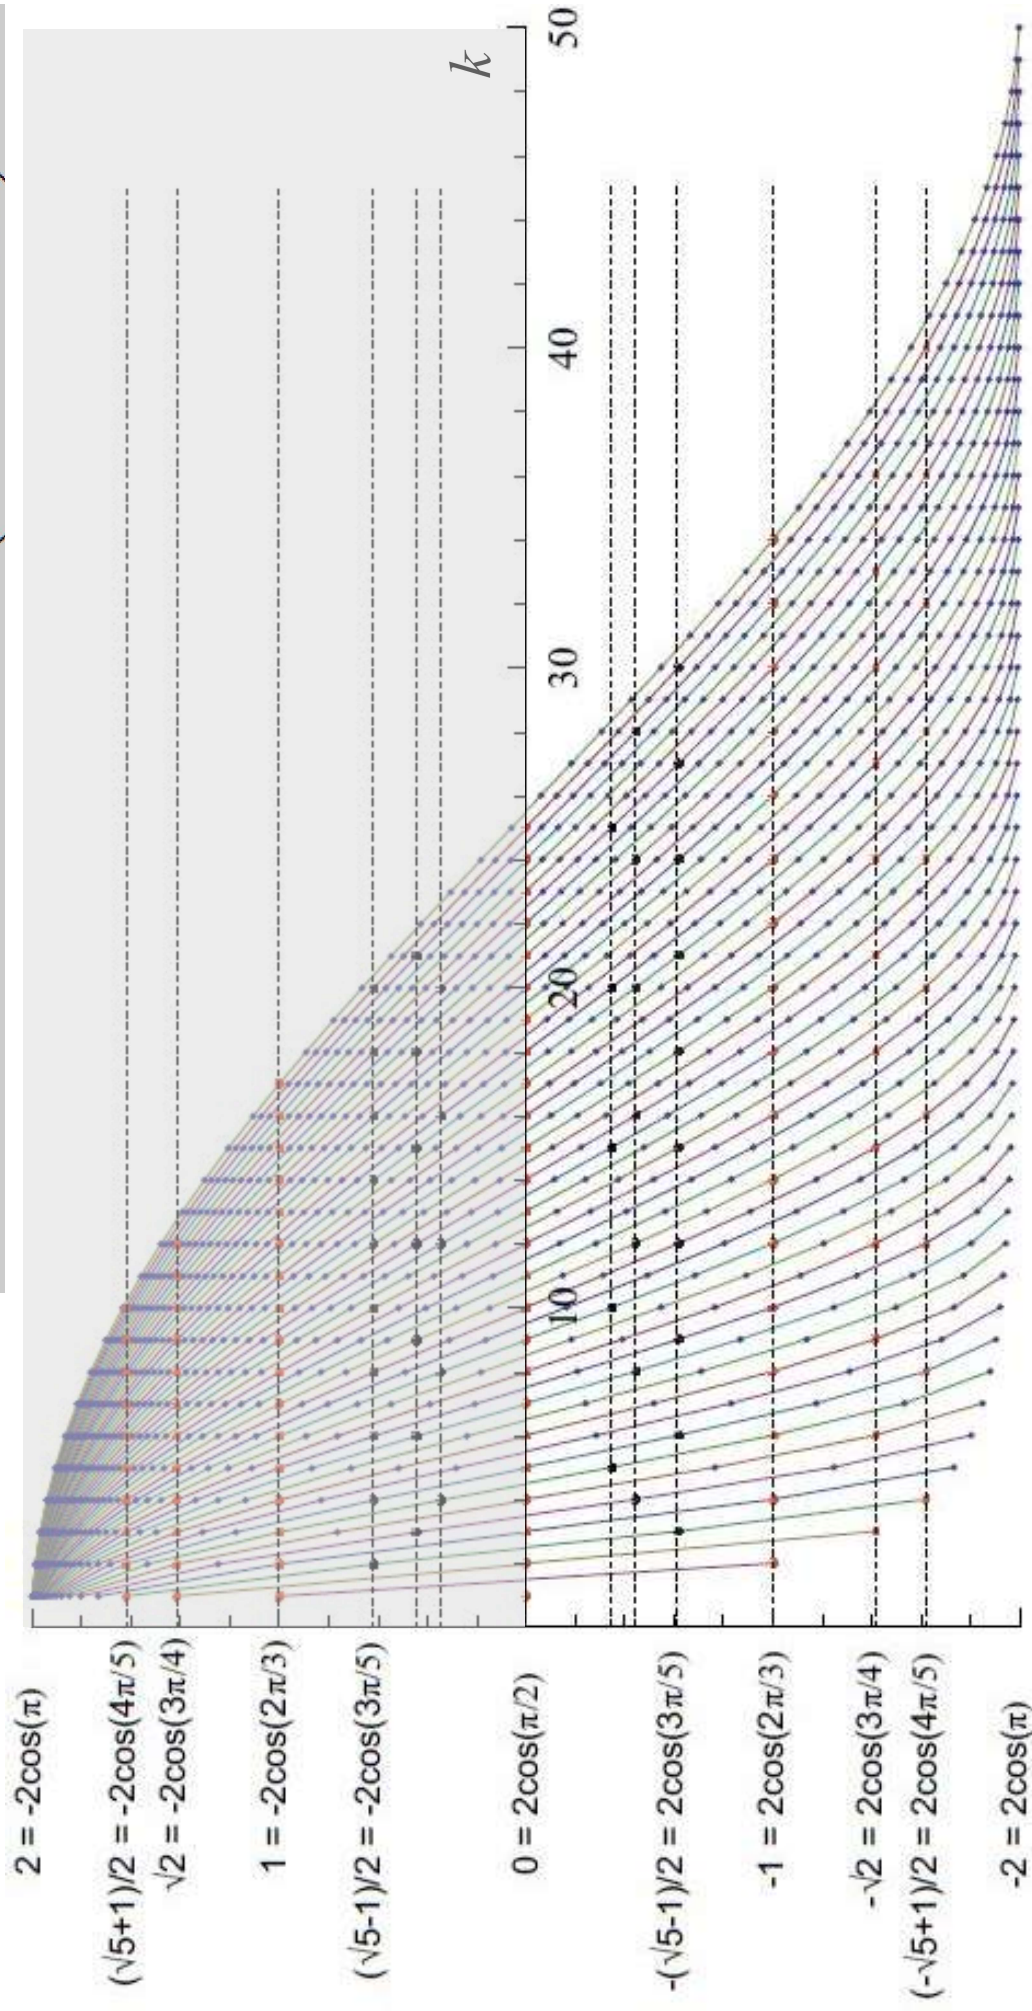 2 = -2cos(π)
(√5+1)/2 = -2cos(4π/5)
√2 = -2cos(3π/4)
1 = -2cos(2π/3)
(√5-1)/2 = -2cos(3π/5)
0 = 2cos(π/2)
-(√5-1)/2 = 2cos(3π/5)
-1 = 2cos(2π/3)
-√2 = 2cos(3π/4)
(-√5+1)/2 = 2cos(4π/5)
-2 = 2cos(π)
10
20
30
40
50
k